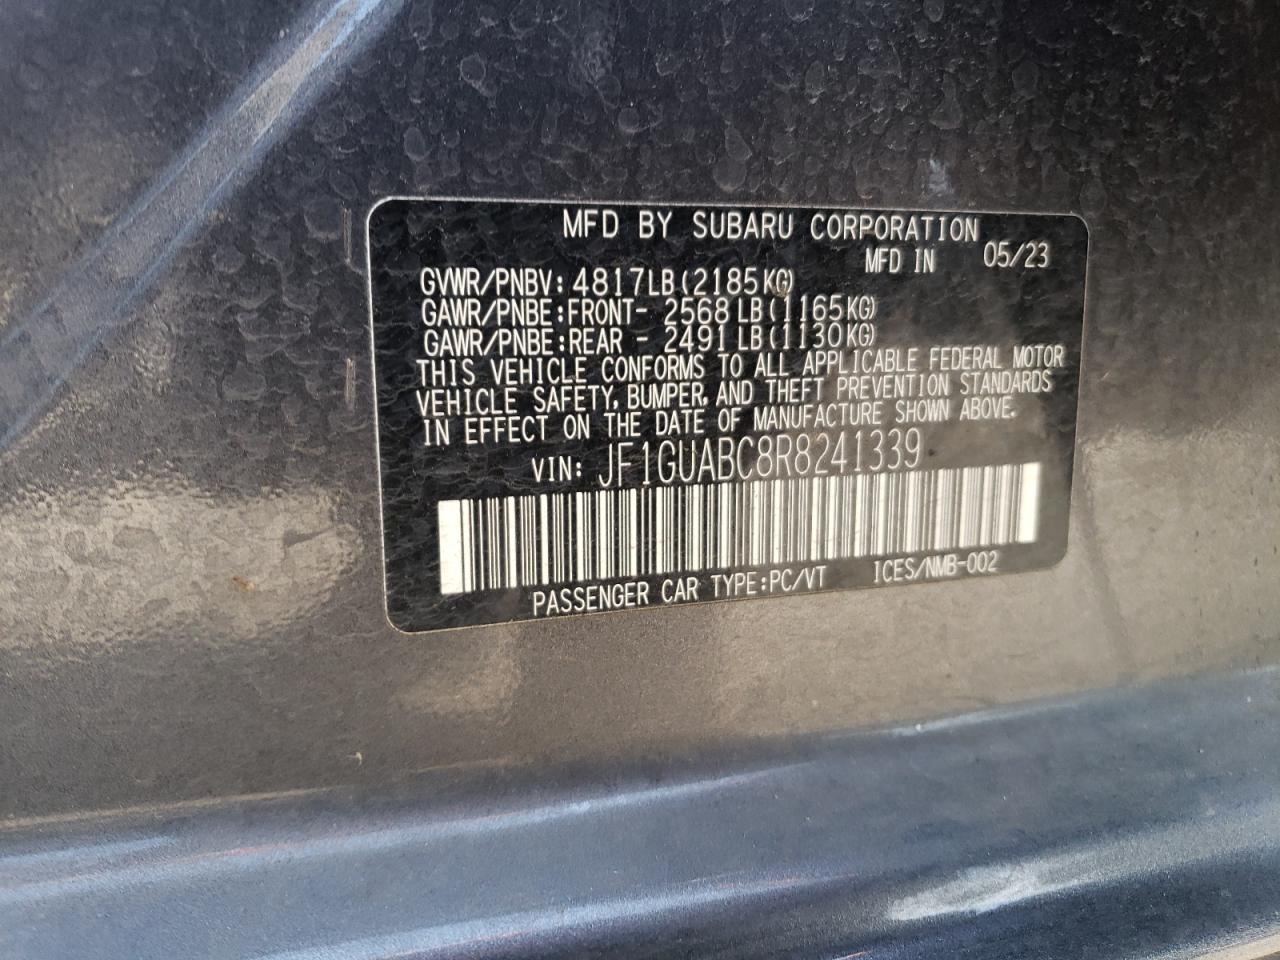 MFD BY SUBARU CORPORATION
MFD IN 05/23
GVWR/PNBV: 4817LB(2185KG)
GAWR/PNBE:FRONT- 2568LB(1165KG)
GAWR/PNBE:REAR - 2491LB(1130KG)
THIS VEHICLE CONFORMS TO ALL APPLICABLE FEDERAL MOTOR
VEHICLE SAFETY, BUMPER, AND THEFT PREVENTION STANDARDS
IN EFFECT ON THE DATE OF MANUFACTURE SHOWN ABOVE.
VIN: JF1GUABC8R8241339
PASSENGER CAR TYPE:PC/VT ICES/NMB-002